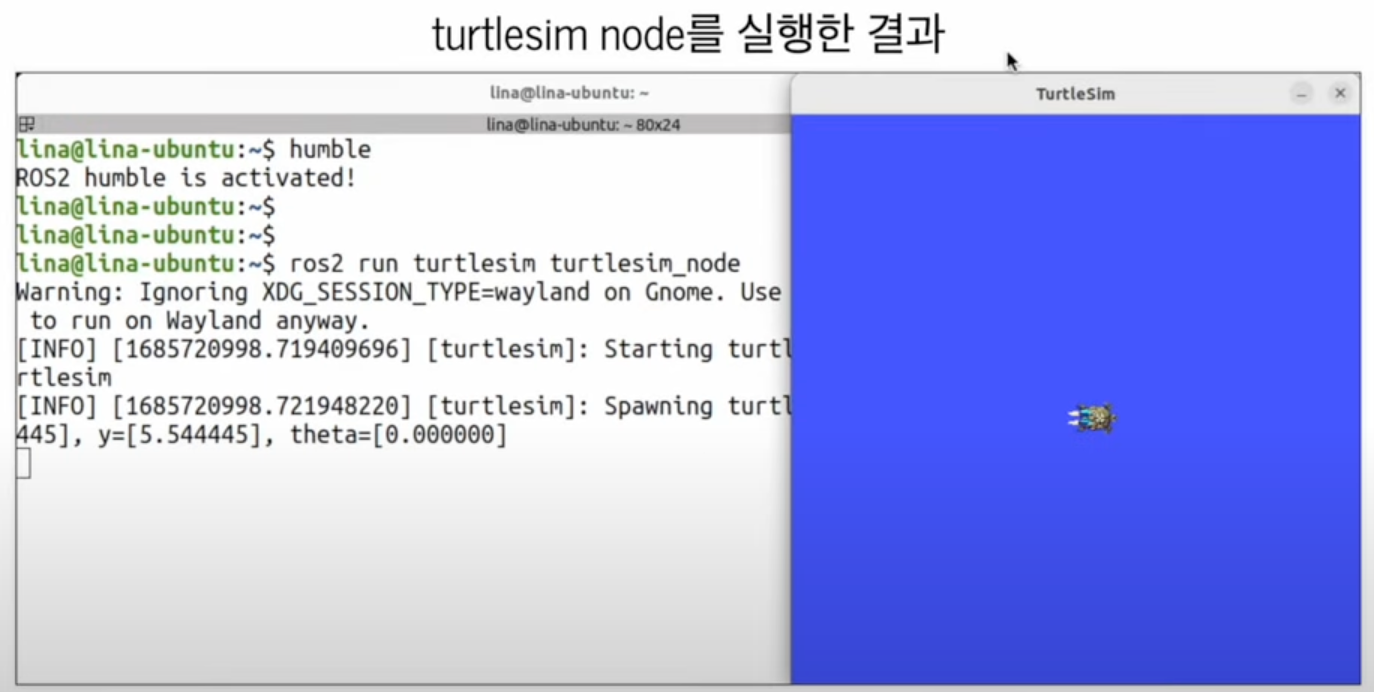 turtlesim node를 실행한 결과
lina@lina-ubuntu: ~
TurtleSim
lina@lina-ubuntu: ~ 80x24
lina@lina-ubuntu:~$ humble
ROS2 humble is activated!
lina@lina-ubuntu:~$
lina@lina-ubuntu:~$
lina@lina-ubuntu:~$ ros2 run turtlesim turtlesim_node
Warning: Ignoring XDG_SESSION_TYPE=wayland on Gnome. Use
to run on Wayland anyway.
[INFO] [1685720998.719409696] [turtlesim]: Starting turtl
rtlesim
[INFO] [1685720998.721948220] [turtlesim]: Spawning turtl
445], y=[5.544445], theta=[0.000000]